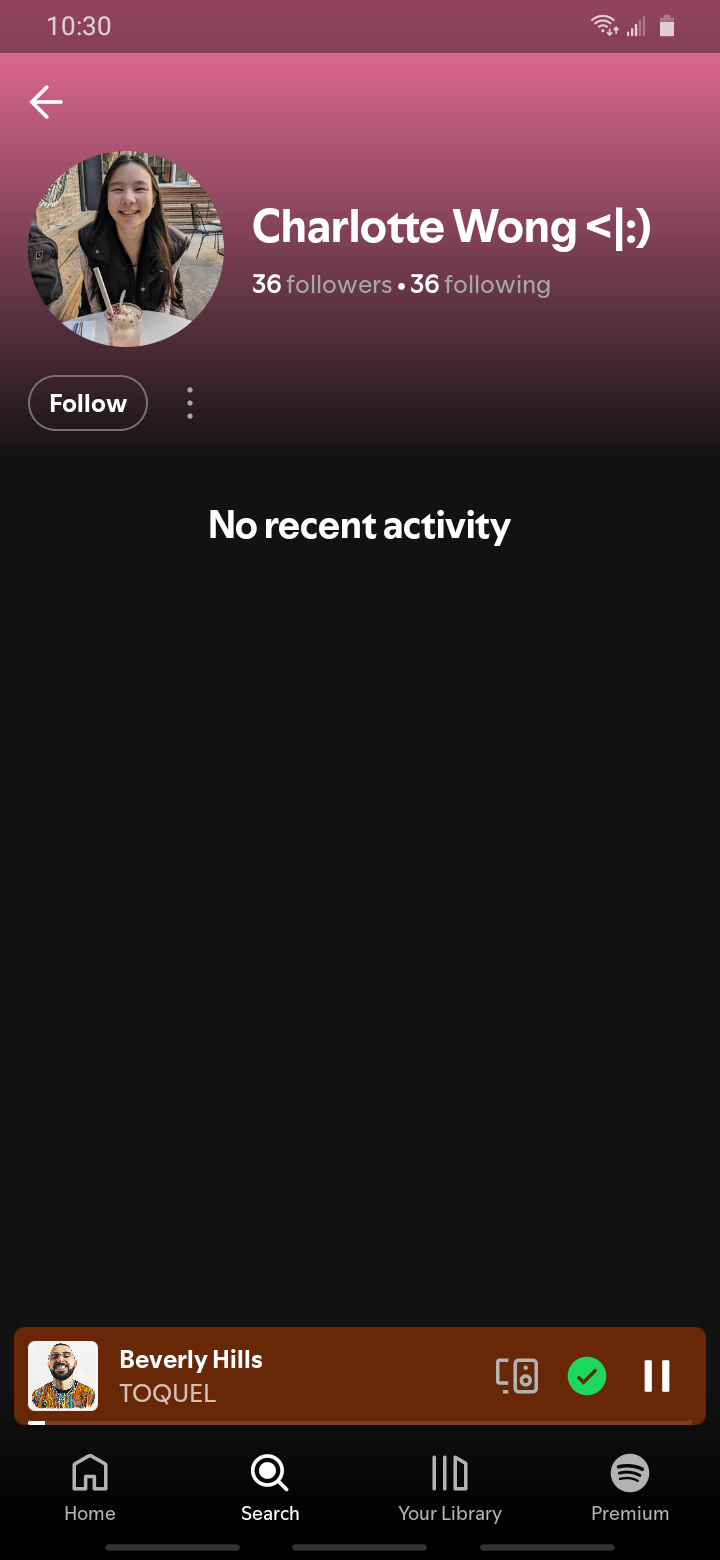 10:30
Charlotte Wong <|:)
36 followers • 36 following
Follow
No recent activity
Beverly Hills
TOQUEL
Home
Search
Your Library
Premium